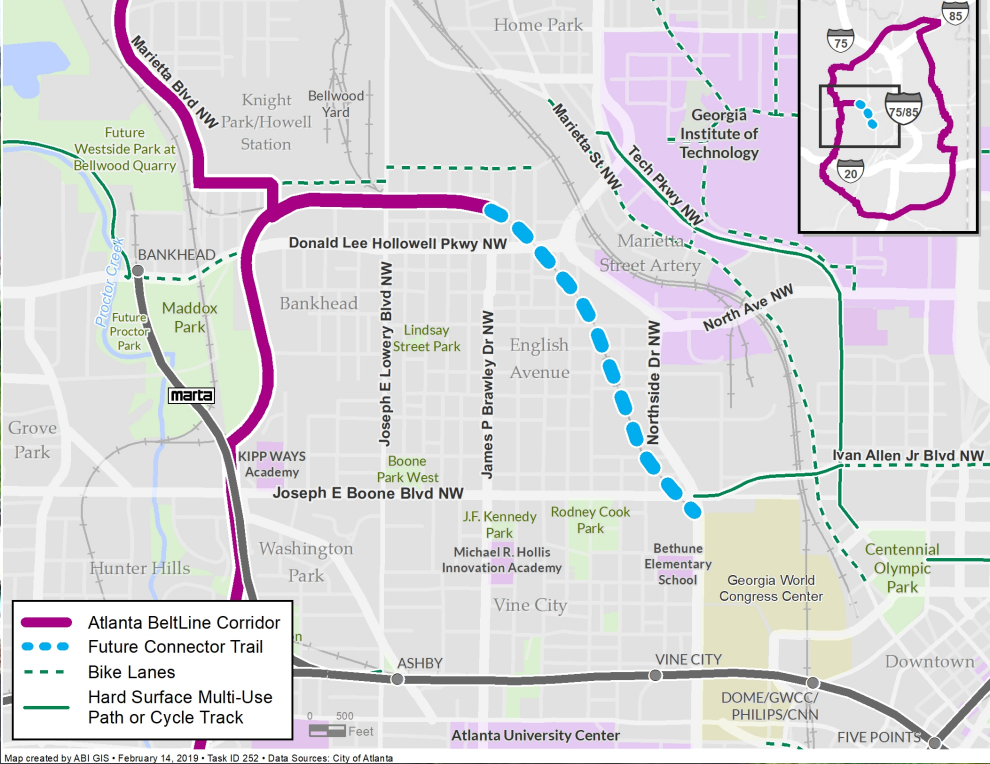 Home Park
85
75
75/85
20
Marietta Blvd NW
Knight
Park/Howell
Station
Bellwood
Yard
Future
Westside Park at
Bellwood Quarry
Marietta St NW
Georgia
Institute of
Technology
Tech Pkwy NW
Donald Lee Hollowell Pkwy NW
Marietta
Street Artery
BANKHEAD
Proctor Creek
Maddox
Park
Future
Proctor
Park
Bankhead
Joseph E Lowery Blvd NW
Lindsay
Street Park
James P Brawley Dr NW
English
Avenue
Northside Dr NW
North Ave NW
marta
Grove
Park
KIPP WAYS
Academy
Boone
Park West
Ivan Allen Jr Blvd NW
Joseph E Boone Blvd NW
J.F. Kennedy
Park
Rodney Cook
Park
Michael R. Hollis
Innovation Academy
Bethune
Elementary
School
Washington
Park
Hunter Hills
Georgia World
Congress Center
Centennial
Olympic
Park
Vine City
Atlanta BeltLine Corridor
Future Connector Trail
Bike Lanes
Hard Surface Multi-Use
Path or Cycle Track
ASHBY
VINE CITY
Downtown
DOME/GWCC/
PHILIPS/CNN
FIVE POINTS
0 500
Feet
Atlanta University Center
Map created by ABI GIS • February 14, 2019 • Task ID 252 • Data Sources: City of Atlanta